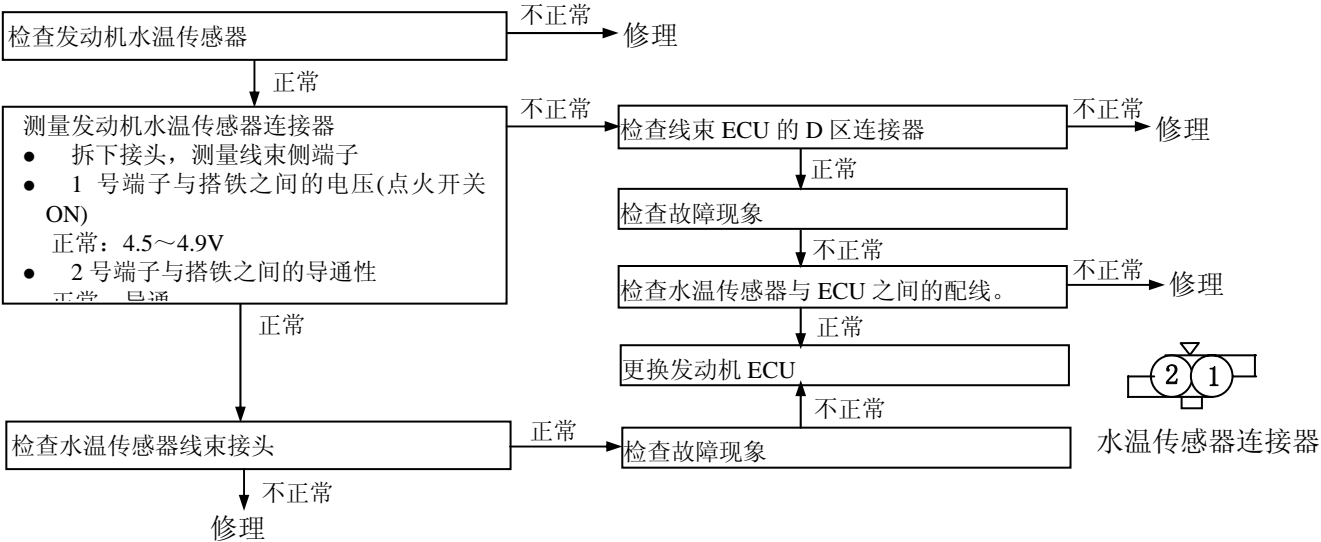 检查发动机水温传感器
不正常
修理
正常
测量发动机水温传感器连接器
● 拆下接头，测量线束侧端子
● 1 号端子与搭铁之间的电压(点火开关
ON)
正常：4.5～4.9V
● 2 号端子与搭铁之间的导通性
不正常
检查线束 ECU 的 D 区连接器
不正常
修理
正常
检查故障现象
不正常
检查水温传感器与 ECU 之间的配线。
不正常
修理
正常
更换发动机 ECU
不正常
正常
检查水温传感器线束接头
正常
检查故障现象
不正常
修理
2 1
水温传感器连接器